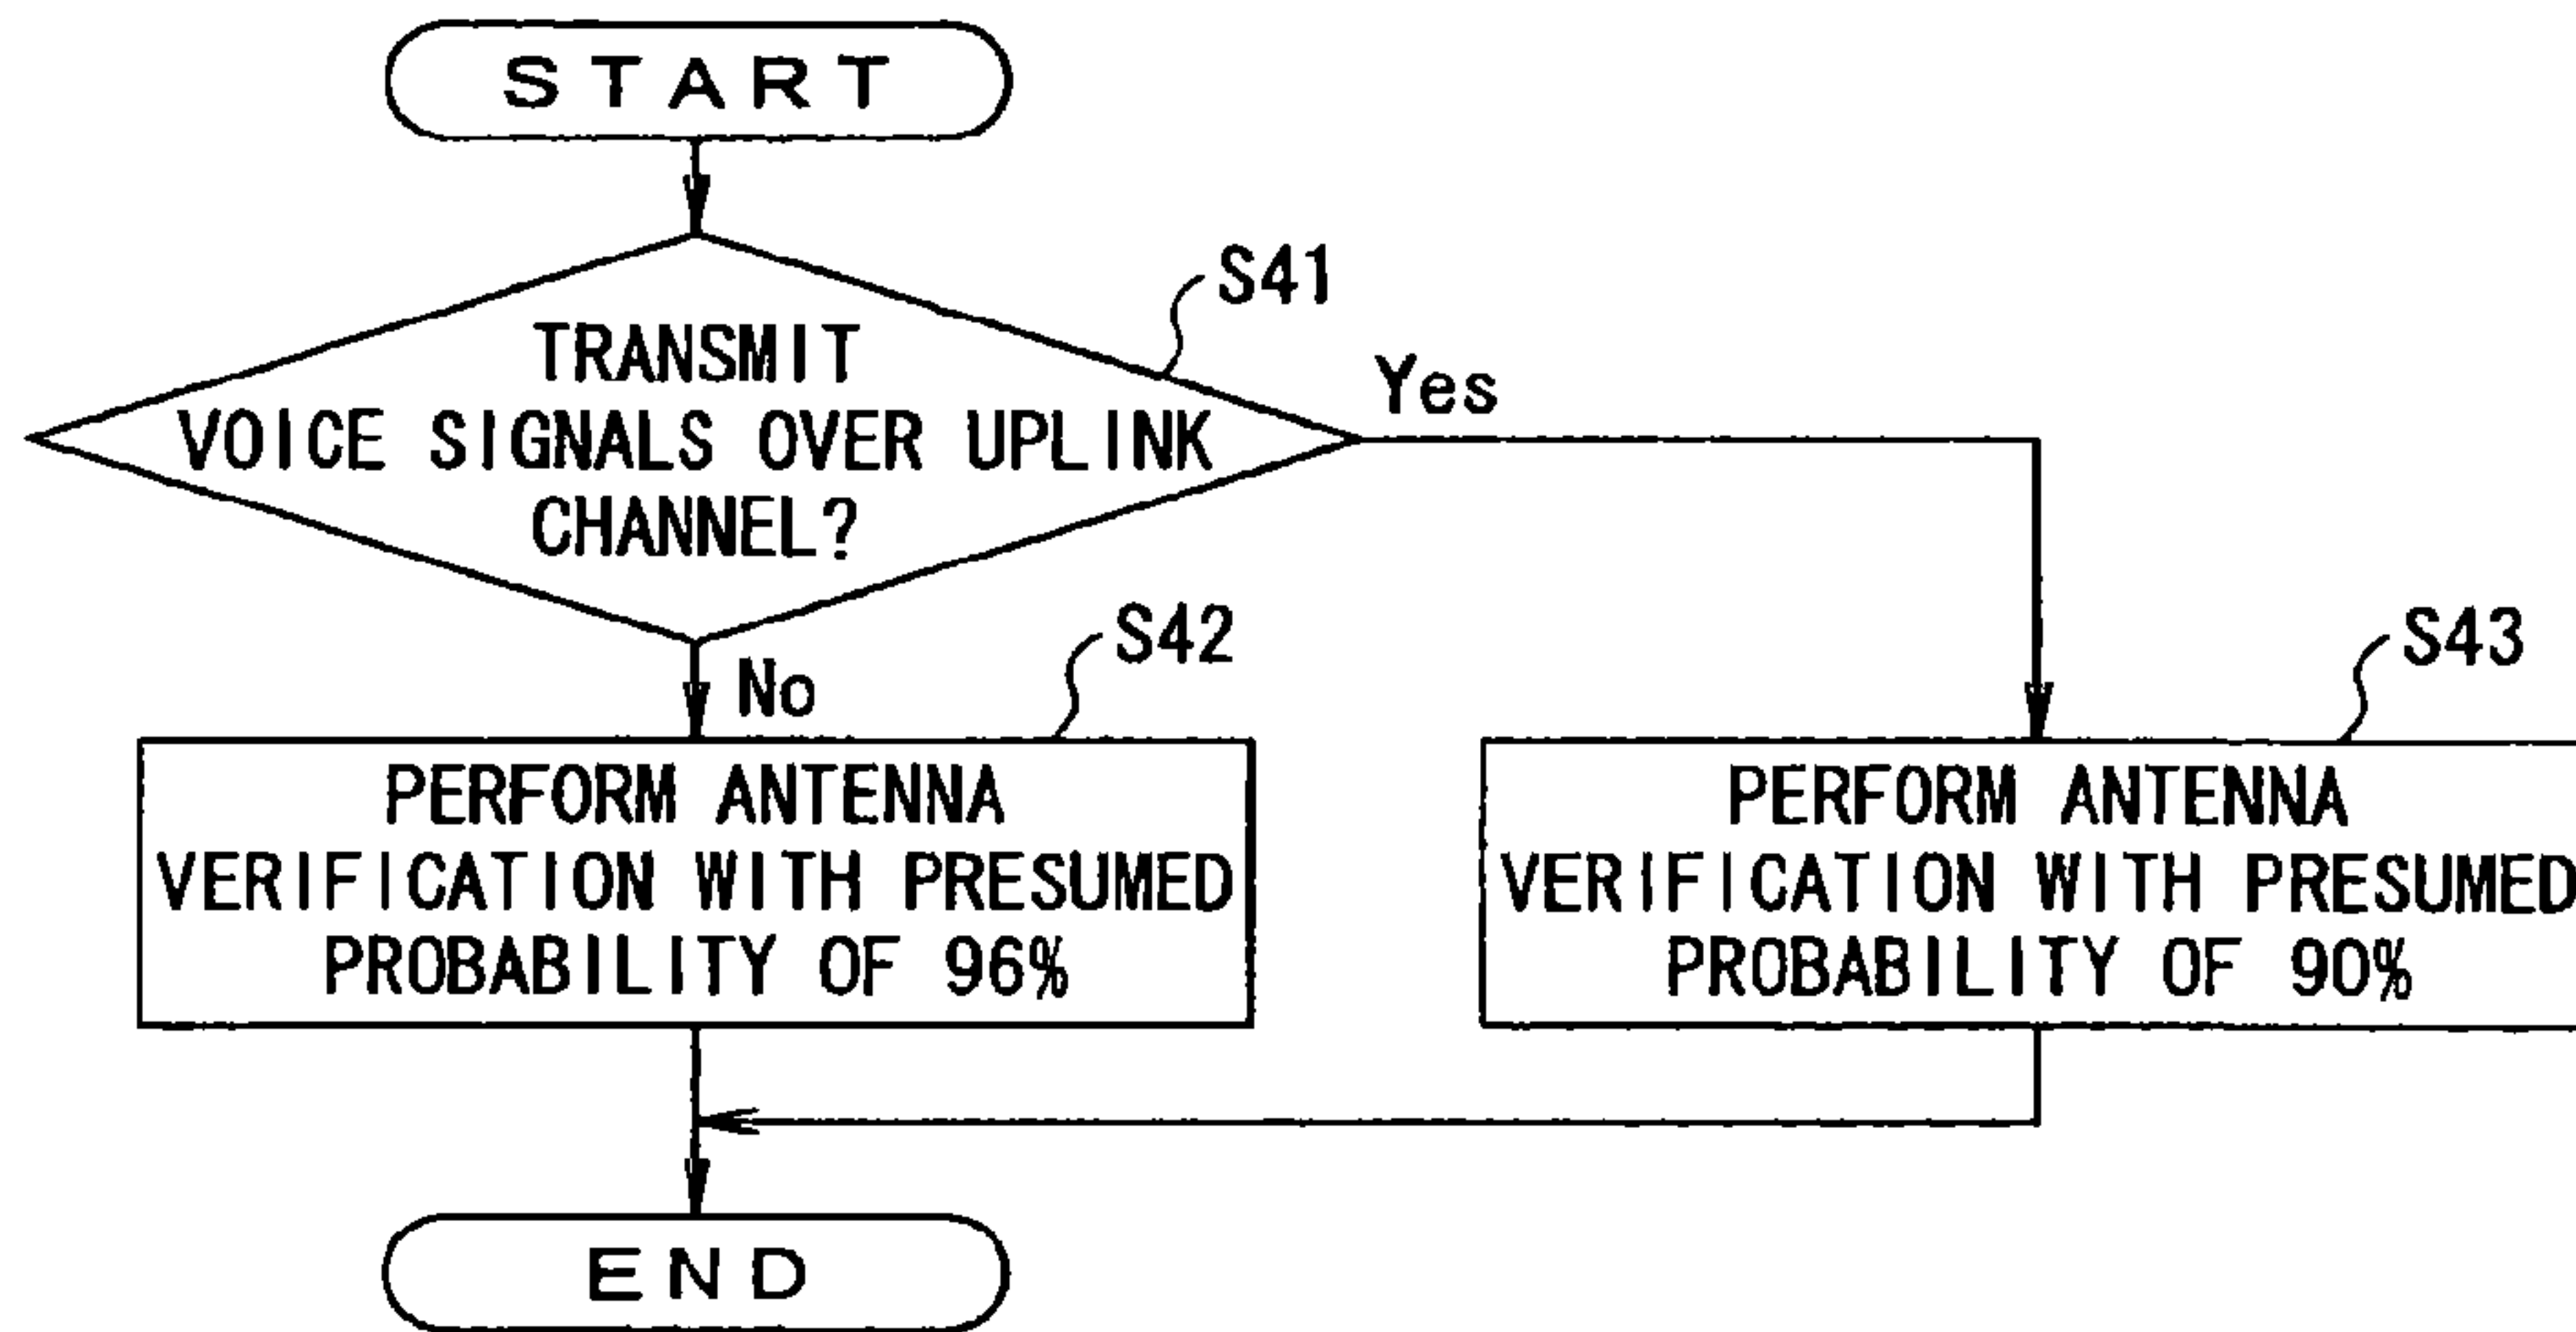 START
S41
TRANSMIT
VOICE SIGNALS OVER UPLINK
CHANNEL?
Yes
No
S42
PERFORM ANTENNA
VERIFICATION WITH PRESUMED
PROBABILITY OF 96%
S43
PERFORM ANTENNA
VERIFICATION WITH PRESUMED
PROBABILITY OF 90%
END